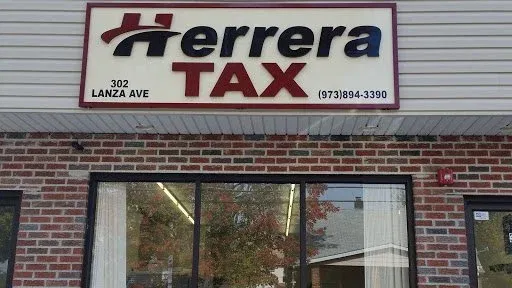 Herrera
TAX
302
LANZA AVE
(973)894-3390